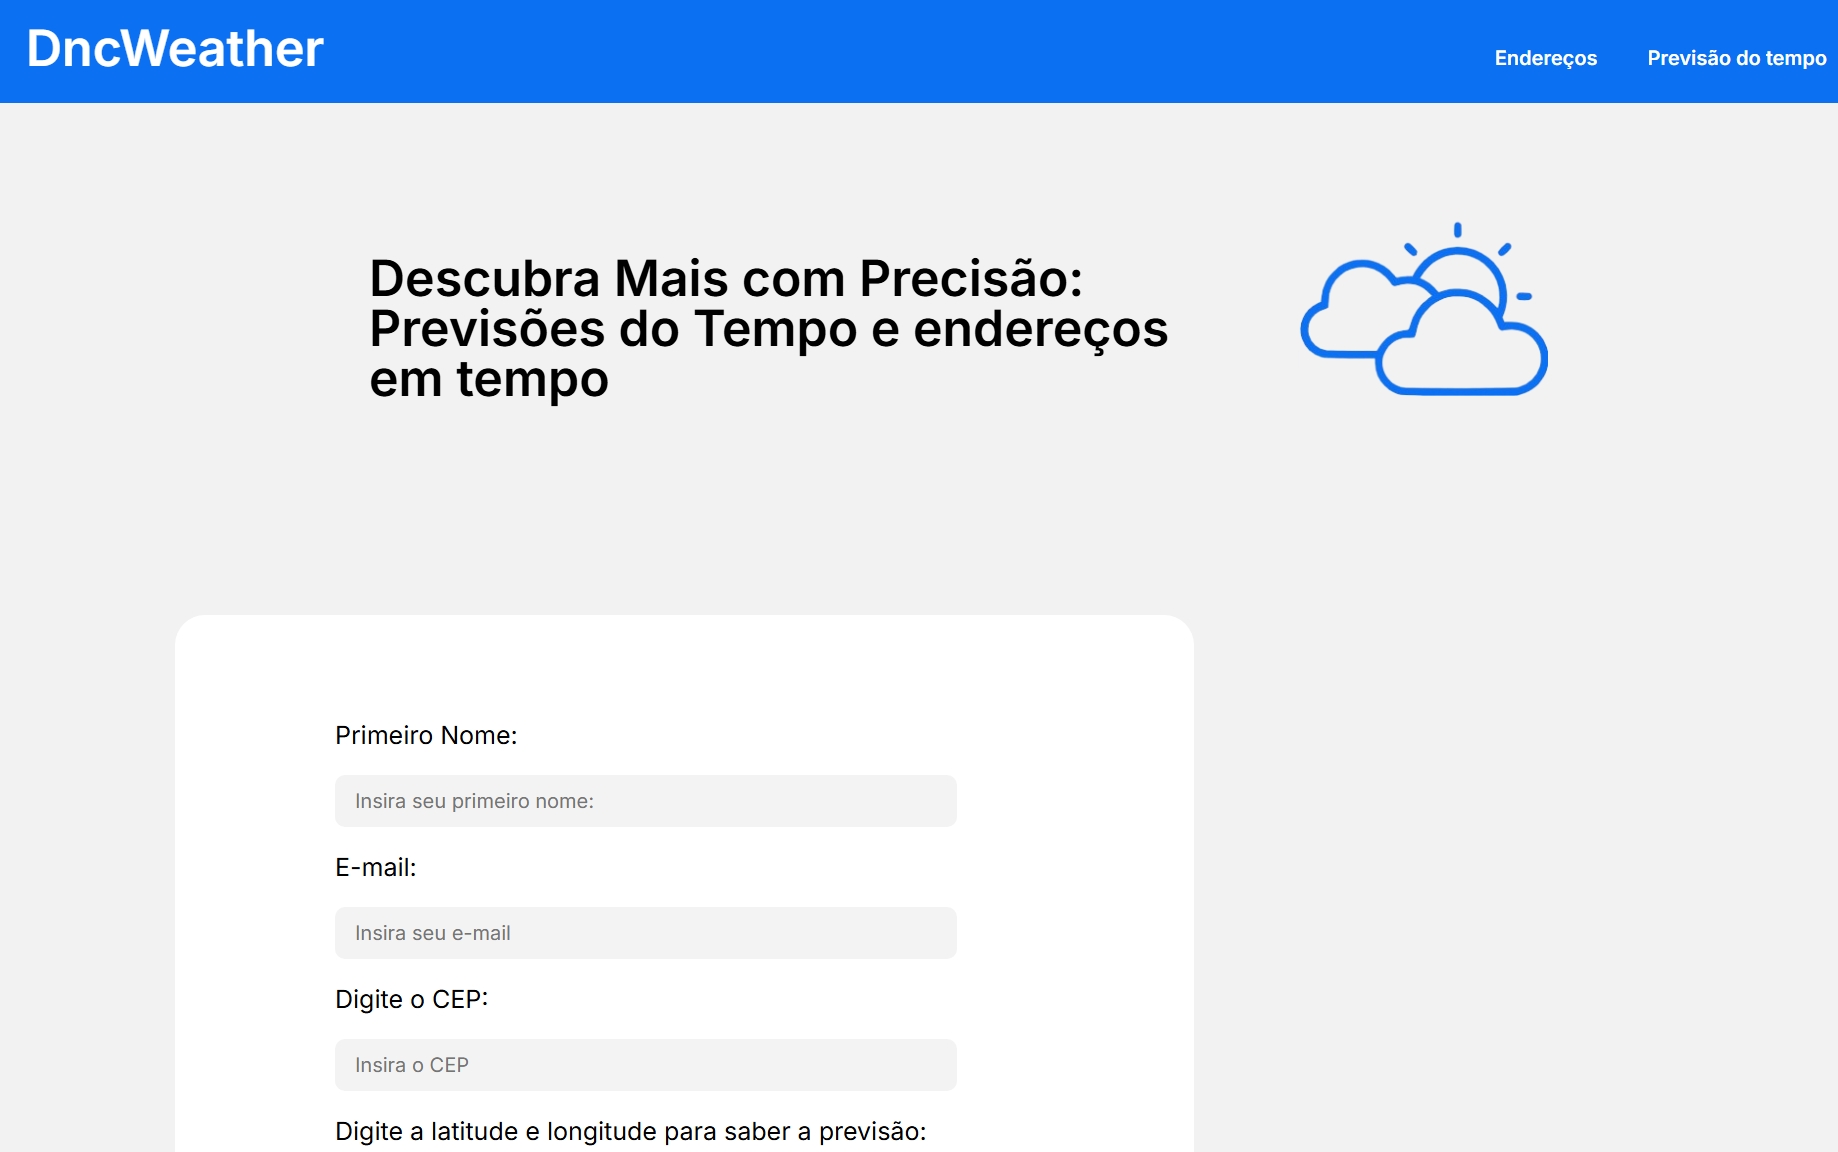 DncWeather
Endereços
Previsão do tempo
Descubra Mais com Precisão:
Previsões do Tempo e endereços
em tempo
Primeiro Nome:
Insira seu primeiro nome:
E-mail:
Insira seu e-mail
Digite o CEP:
Insira o CEP
Digite a latitude e longitude para saber a previsão: